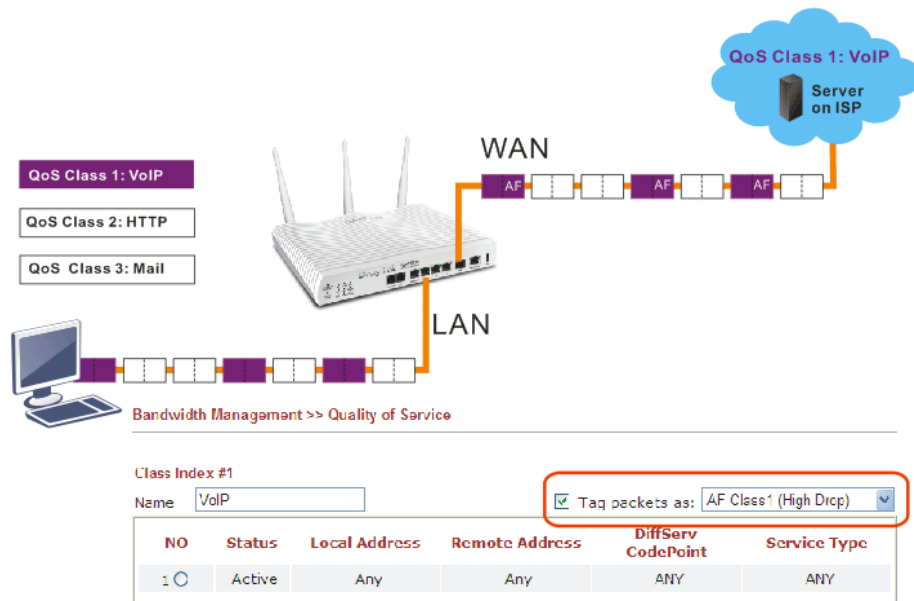 QoS Class 1: VoIP
Server
on ISP
WAN
QoS Class 1: VoIP
AF
AF
AF
QoS Class 2: HTTP
QoS Class 3: Mail
LAN
Bandwidth Management >> Quality of Service
Class Index #1
Name VoIP
Tag packets as: AF Class1 (High Drop)
NO Status Local Address Remote Address DiffServ CodePoint Service Type
1 Active Any Any ANY ANY